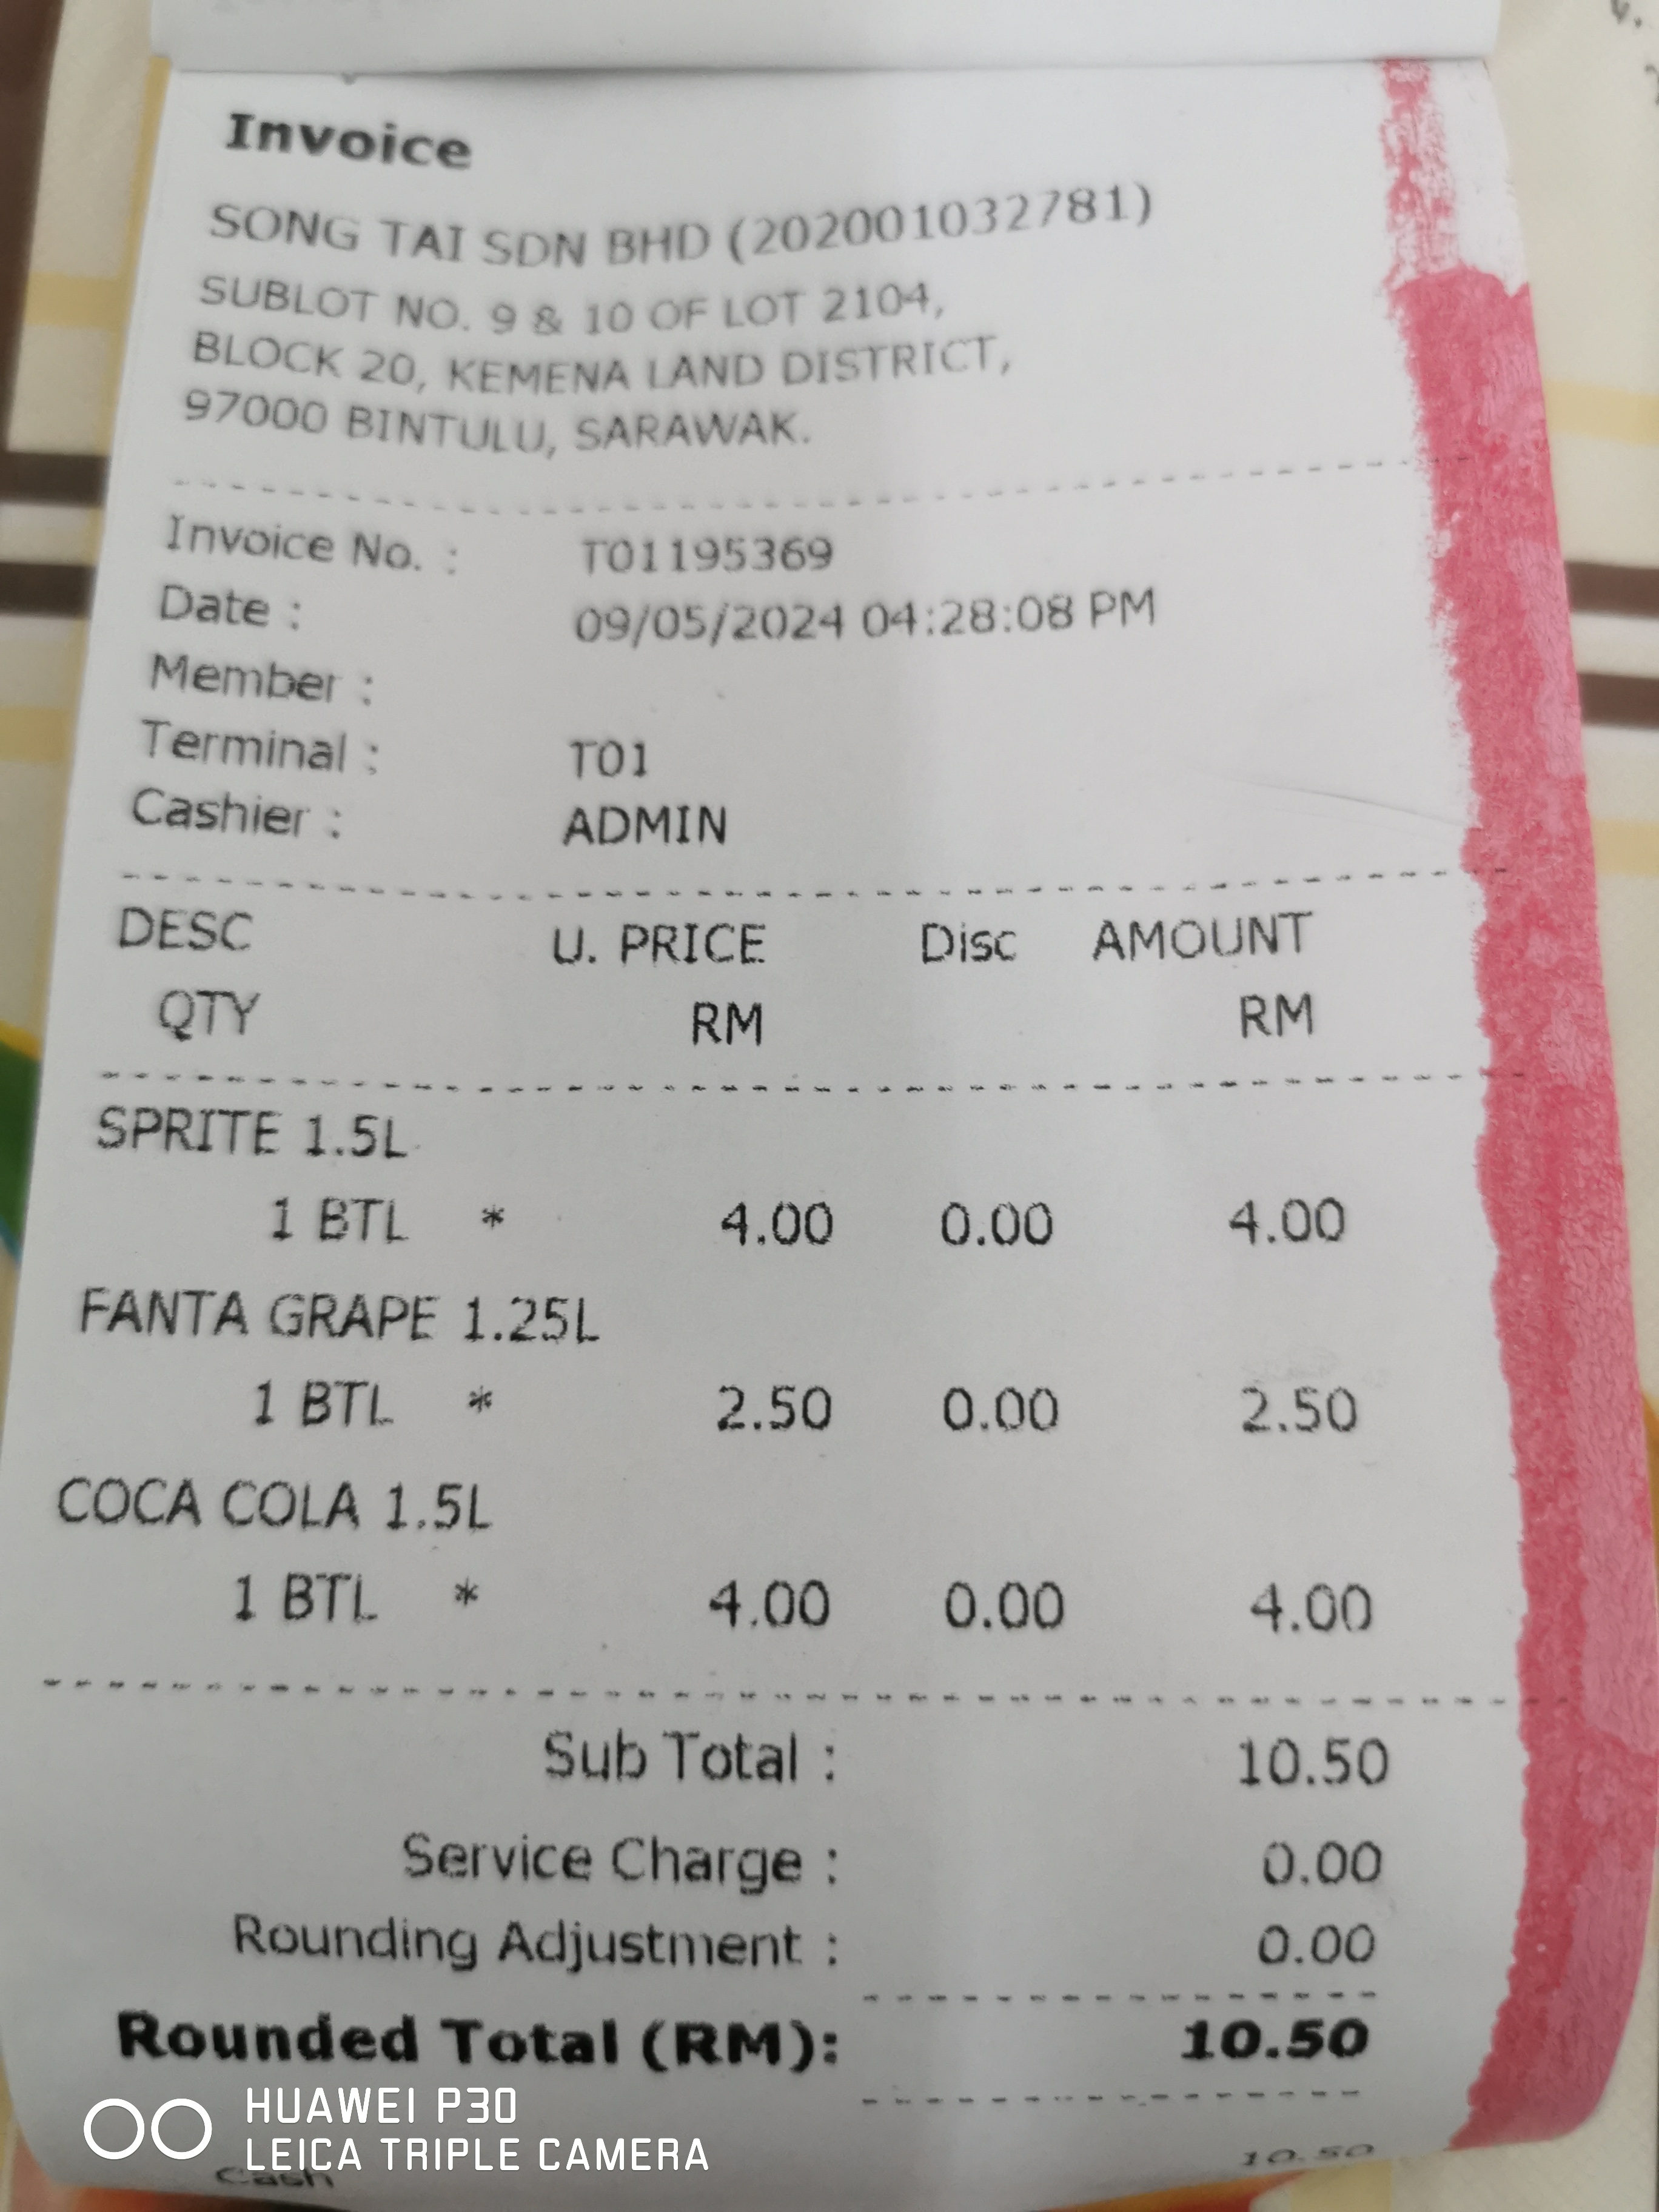 Invoice
SONG TAI SDN BHD (202001032781)
SUBLOT NO. 9 & 10 OF LOT 2104,
BLOCK 20, KEMENA LAND DISTRICT,
97000 BINTULU, SARAWAK.
Invoice No. : T01195369
Date : 09/05/2024 04:28:08 PM
Member :
Terminal : T01
Cashier : ADMIN
DESC U. PRICE Disc AMOUNT
QTY RM RM
SPRITE 1.5L
1 BTL * 4.00 0.00 4.00
FANTA GRAPE 1.25L
1 BTL * 2.50 0.00 2.50
COCA COLA 1.5L
1 BTL * 4.00 0.00 4.00
Sub Total : 10.50
Service Charge : 0.00
Rounding Adjustment : 0.00
Rounded Total (RM): 10.50
Cash 10.50
HUAWEI P30
LEICA TRIPLE CAMERA